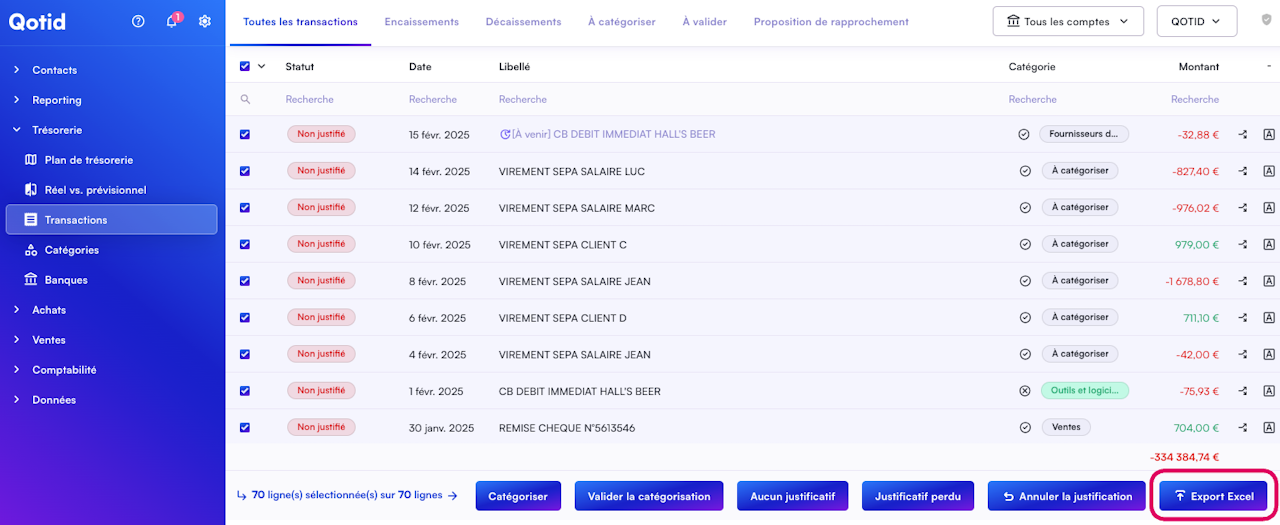 Qotid
1
Toutes les transactions
Encaissements
Décaissements
À catégoriser
À valider
Proposition de rapprochement
Tous les comptes
QOTID
Contacts
Reporting
Trésorerie
Plan de trésorerie
Réel vs. prévisionnel
Transactions
Catégories
Banques
Achats
Ventes
Comptabilité
Données
Statut Date Libellé Catégorie Montant -
Recherche Recherche Recherche Recherche Recherche
Non justifié 15 févr. 2025 [À venir] CB DEBIT IMMEDIAT HALL'S BEER Fournisseurs d... -32,88 € A
Non justifié 14 févr. 2025 VIREMENT SEPA SALAIRE LUC À catégoriser -827,40 € A
Non justifié 12 févr. 2025 VIREMENT SEPA SALAIRE MARC À catégoriser -976,02 € A
Non justifié 10 févr. 2025 VIREMENT SEPA CLIENT C À catégoriser 979,00 € A
Non justifié 8 févr. 2025 VIREMENT SEPA SALAIRE JEAN À catégoriser -1 678,80 € A
Non justifié 6 févr. 2025 VIREMENT SEPA CLIENT D À catégoriser 711,10 € A
Non justifié 4 févr. 2025 VIREMENT SEPA SALAIRE JEAN À catégoriser -42,00 € A
Non justifié 1 févr. 2025 CB DEBIT IMMEDIAT HALL'S BEER Outils et logici... -75,93 € A
Non justifié 30 janv. 2025 REMISE CHEQUE N°5613546 Ventes 704,00 € A
-334 384,74 €
70 ligne(s) sélectionnée(s) sur 70 lignes
Catégoriser
Valider la catégorisation
Aucun justificatif
Justificatif perdu
Annuler la justification
Export Excel